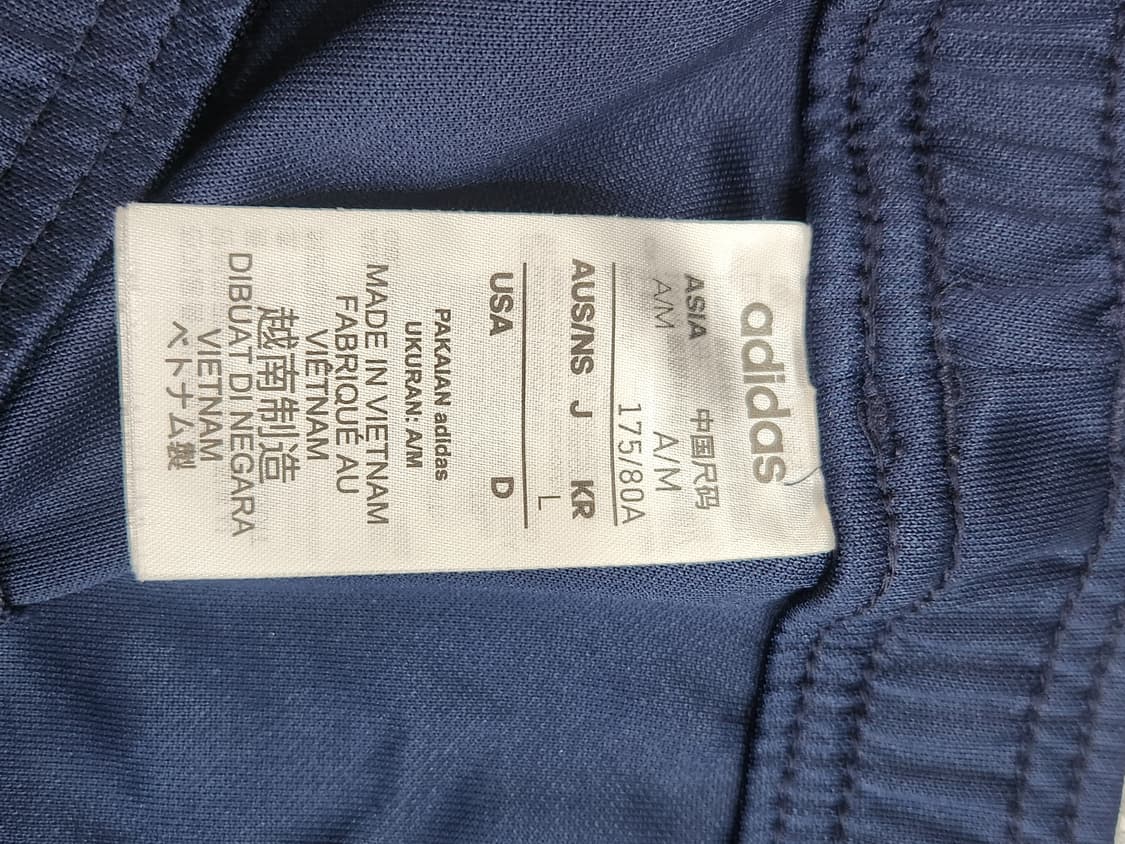 adidas
ASIA 中国尺码
A/M A/M
175/80A
AUS/NS J KR
L
USA D
PAKAIAN adidas
UKURAN: A/M
MADE IN VIETNAM
FABRIQUÉ AU
VIÊTNAM
越南制造
DIBUAT DI NEGARA
VIETNAM
ベトナム製